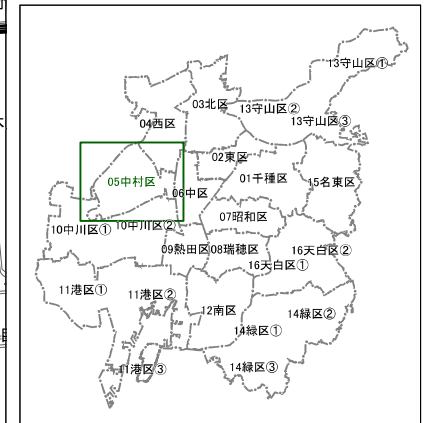 13守山区①
03北区
13守山区②
13守山区③
04西区
02東区
01千種区
15名東区
05中村区
06中区
07昭和区
10中川区①
10中川区②
09熱田区
08瑞穂区
16天白区②
16天白区①
11港区①
11港区②
12南区
14緑区②
14緑区①
14緑区③
11港区③